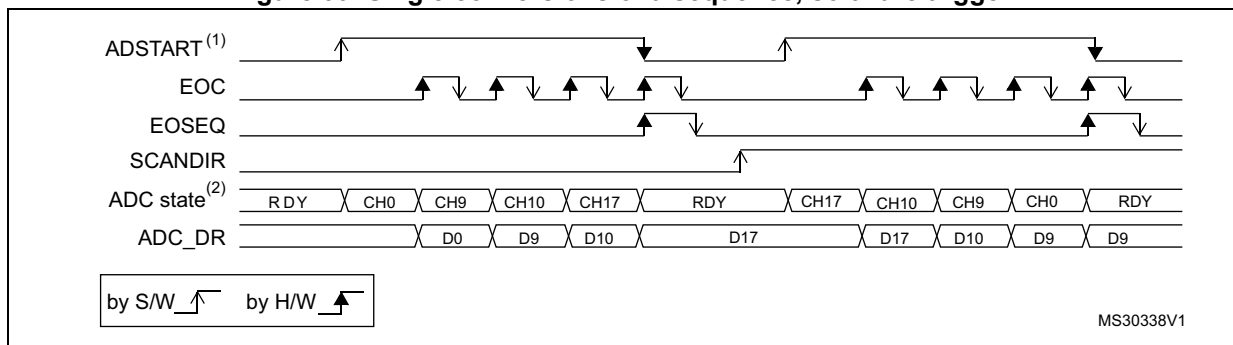 ADSTART(1)
EOC
EOSEQ
SCANDIR
ADC state(2) RDY CH0 CH9 CH10 CH17 RDY CH17 CH10 CH9 CH0 RDY
ADC_DR D0 D9 D10 D17 D17 D10 D9 D9
by S/W by H/W
MS30338V1